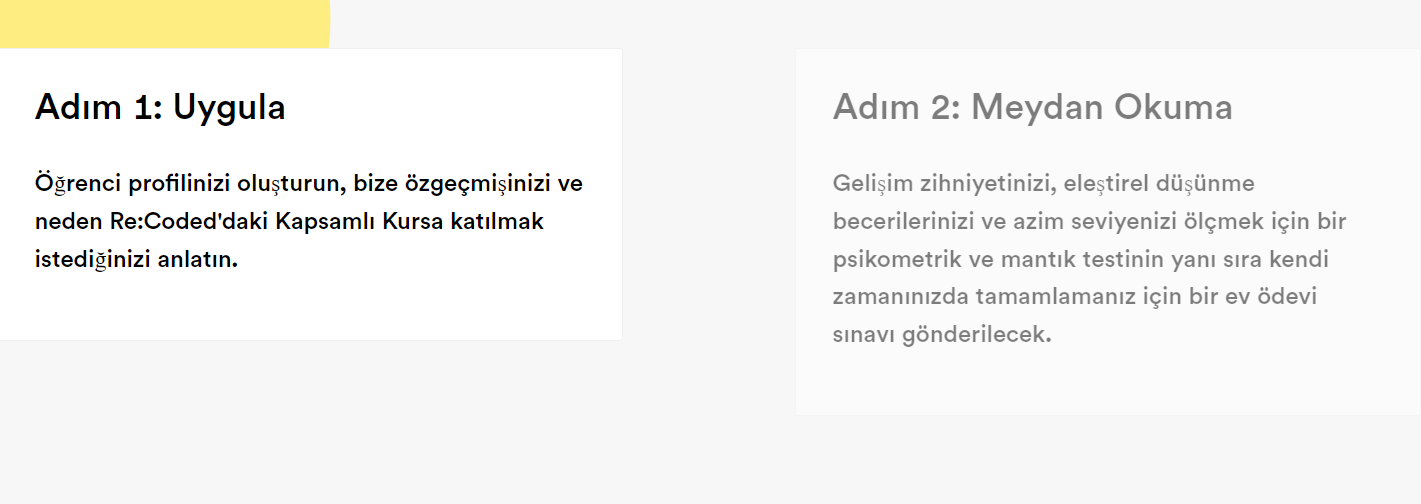 Adım 1: Uygula
Öğrenci profilinizi oluşturun, bize özgeçmişinizi ve
neden Re:Coded'daki Kapsamlı Kursa katılmak
istediğinizi anlatın.
Adım 2: Meydan Okuma
Gelişim zihniyetinizi, eleştirel düşünme
becerilerinizi ve azim seviyenizi ölçmek için bir
psikometrik ve mantık testinin yanı sıra kendi
zamanınızda tamamlamanız için bir ev ödevi
sınavı gönderilecek.